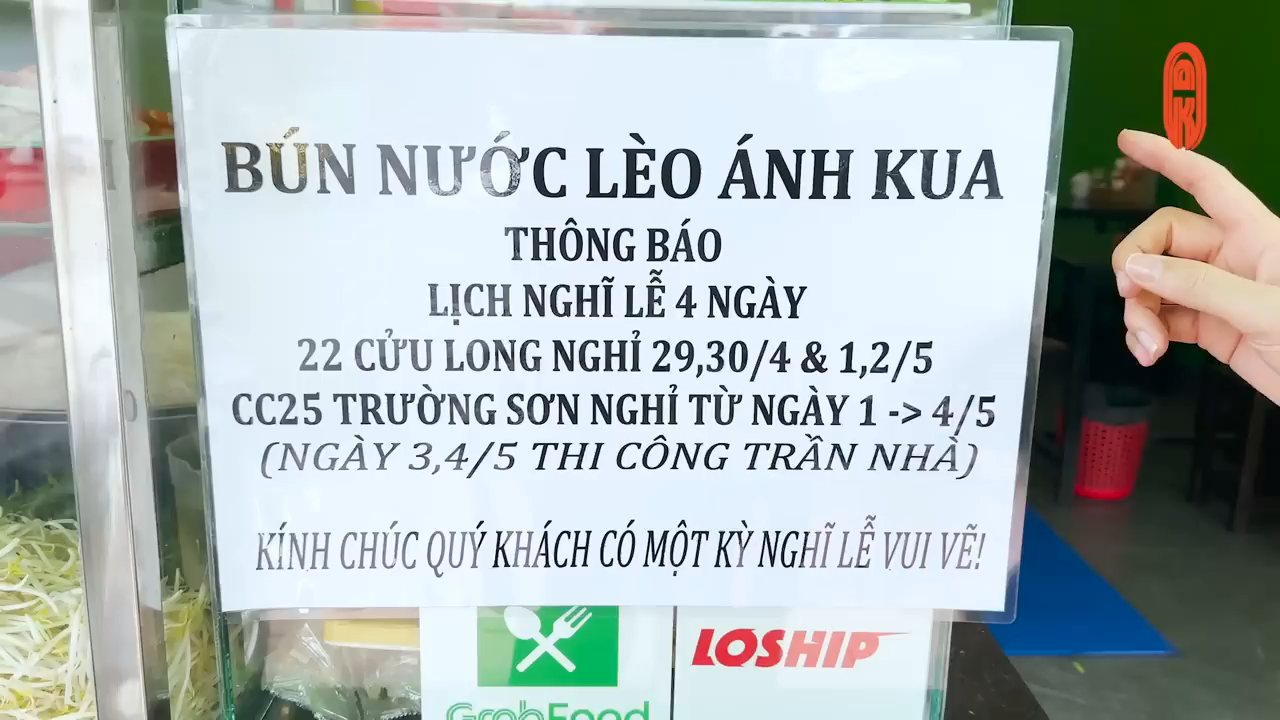 BÚN NƯỚC LÈO ÁNH KUA
THÔNG BÁO
LỊCH NGHĨ LỄ 4 NGÀY
22 CỬU LONG NGHỈ 29,30/4 & 1,2/5
CC25 TRƯỜNG SƠN NGHỈ TỪ NGÀY 1 -> 4/5
(NGÀY 3,4/5 THI CÔNG TRẦN NHÀ)
KÍNH CHÚC QUÝ KHÁCH CÓ MỘT KỲ NGHĨ LỄ VUI VẼ!
LOSHIP
GrabFood